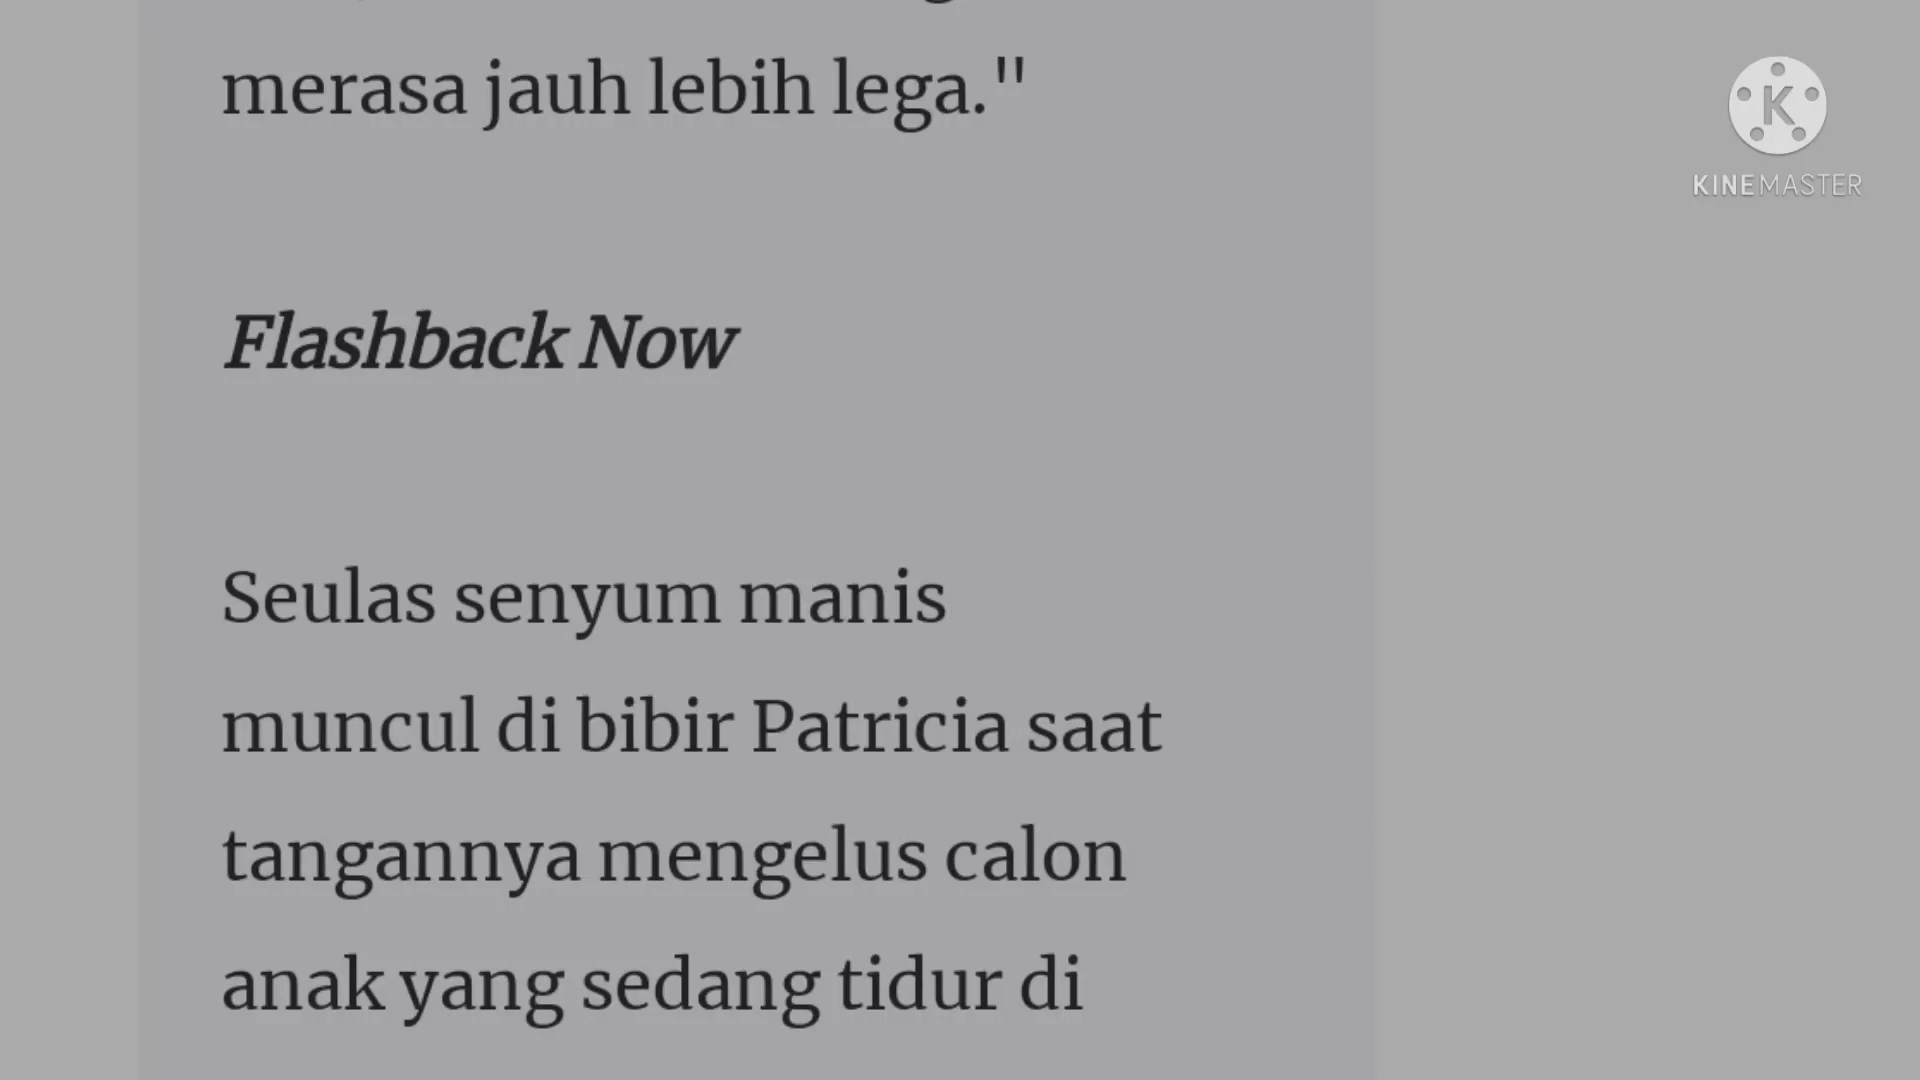 merasa jauh lebih lega."
KINEMASTER
Flashback Now
Seulas senyum manis
muncul di bibir Patricia saat
tangannya mengelus calon
anak yang sedang tidur di